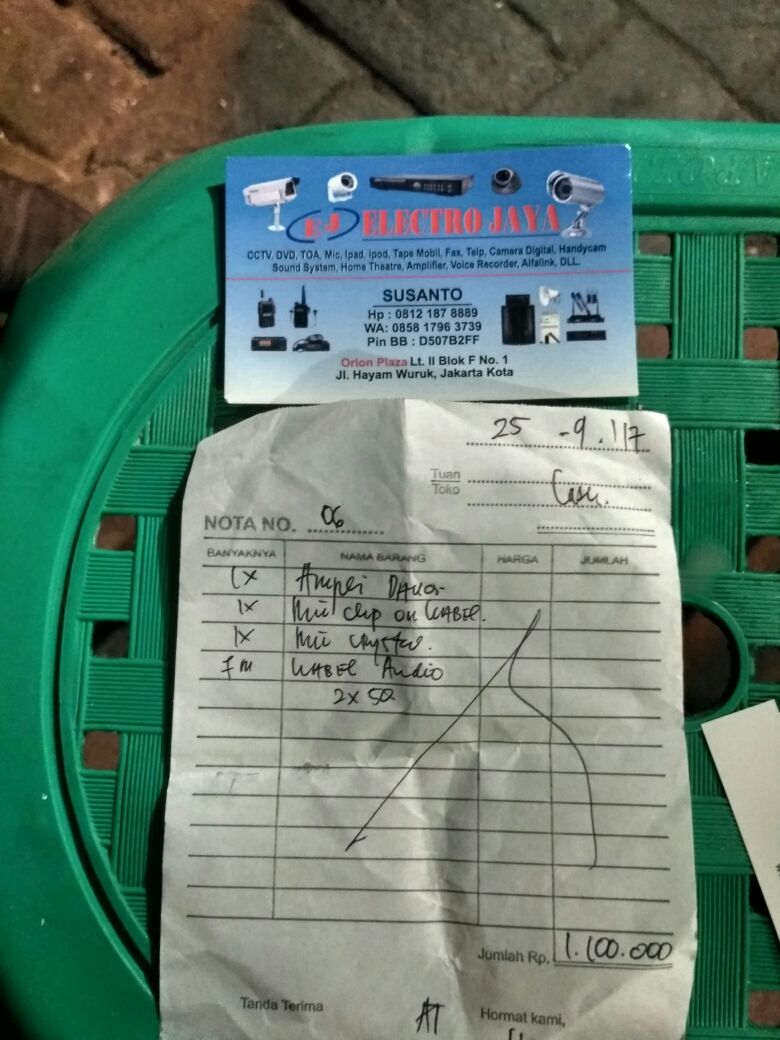 EJ ELECTRO JAYA
CCTV, DVD, TOA, Mic, Ipad, Ipod, Tape Mobil, Fax, Telp, Camera Digital, Handycam
Sound System, Home Theatre, Amplifier, Voice Recorder, Alfalink, DLL.
SUSANTO
Hp : 0812 187 8889
WA: 0858 1796 3739
Pin BB : D507B2FF
Orion Plaza Lt. II Blok F No. 1
Jl. Hayam Wuruk, Jakarta Kota
25 - 9 . 17
Tuan
Toko
Cash.
NOTA NO. 06
BANYAKNYA NAMA BARANG HARGA JUMLAH
1x Ampli
1x Mic clip on KABEL.
1x Mic
7 m KABEL Audio
2 x 50
Jumlah Rp. 1.100.000
Tanda Terima Hormat kami,